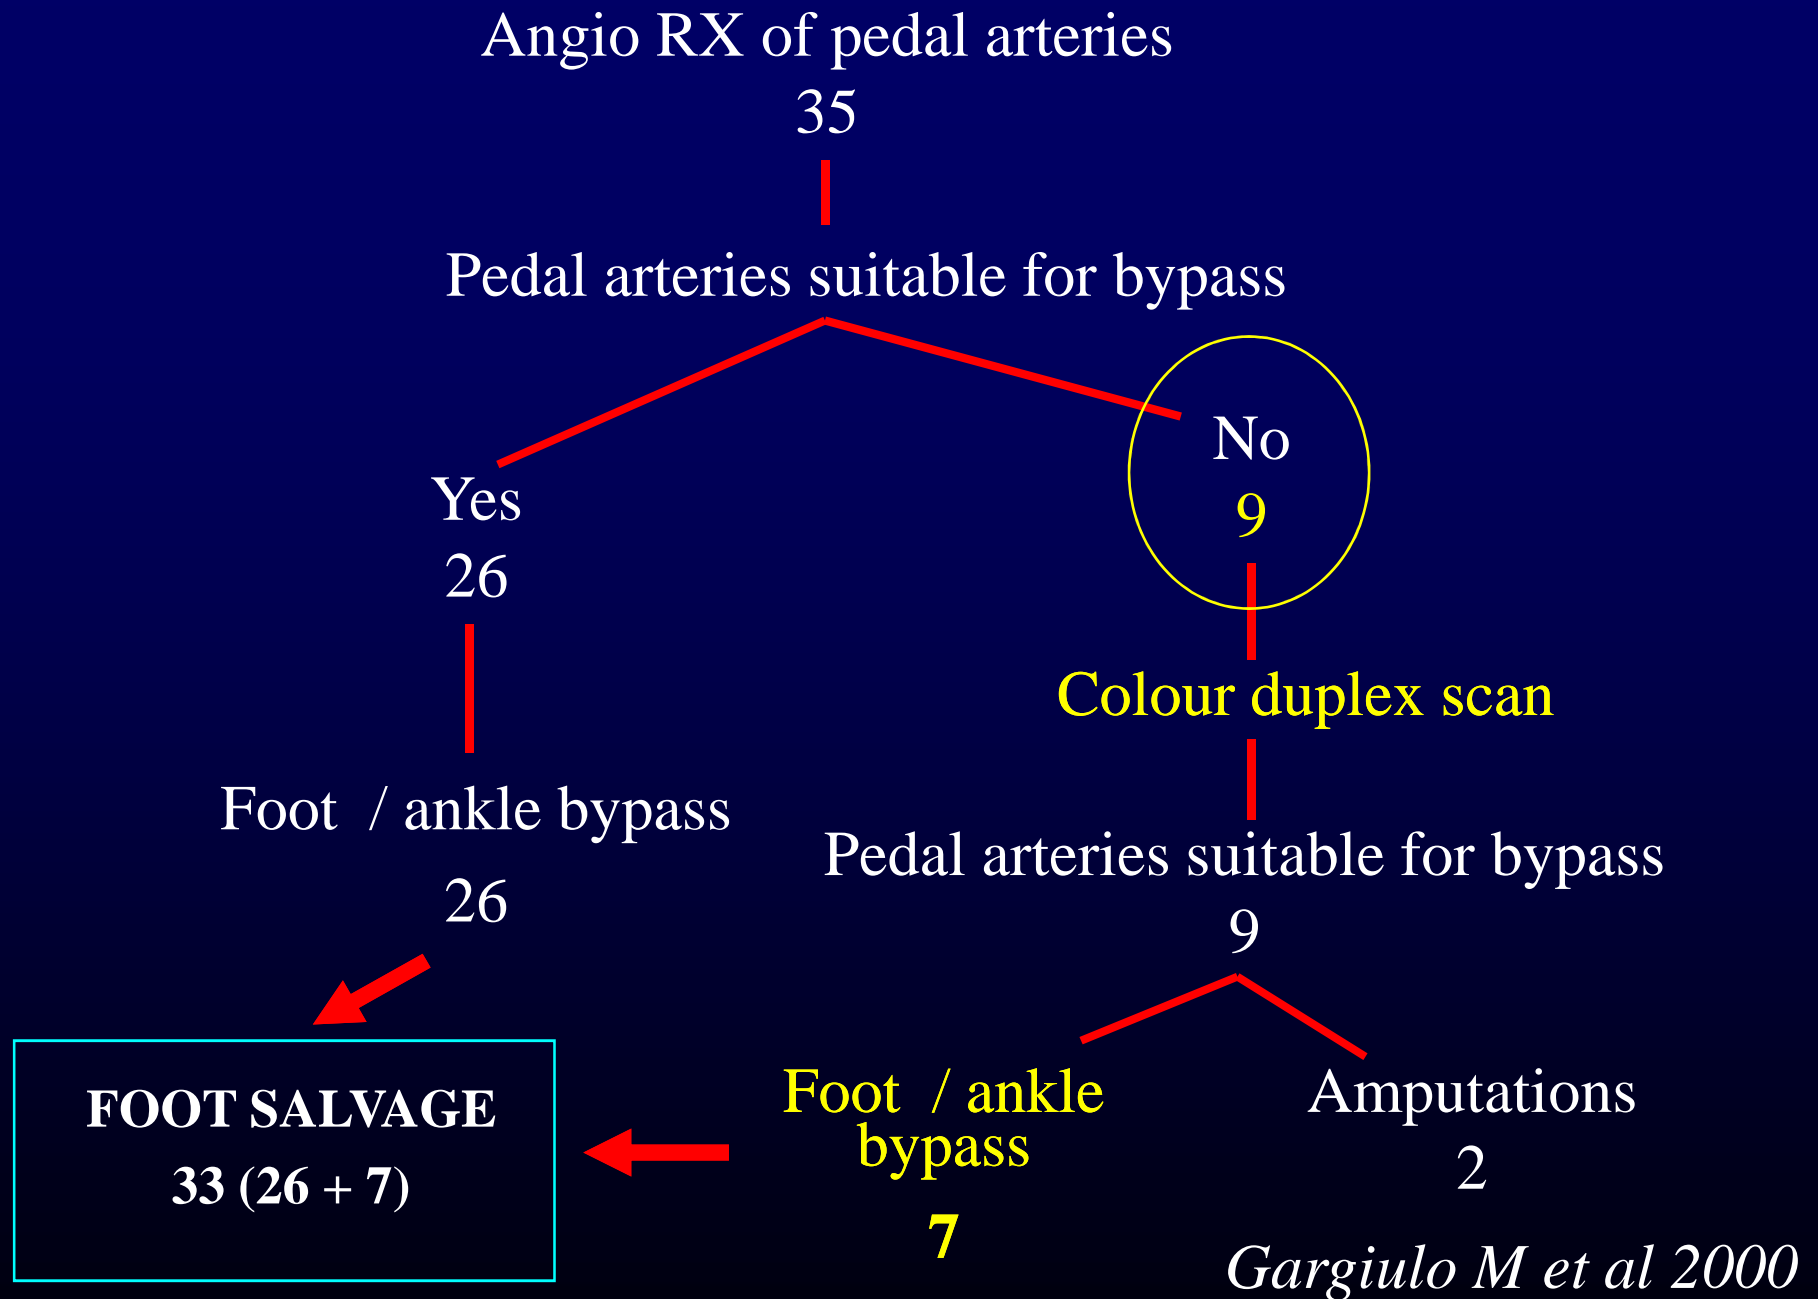 Angio RX of pedal arteries
35
Pedal arteries suitable for bypass
Yes
26
No
9
Colour duplex scan
Foot / ankle bypass
26
Pedal arteries suitable for bypass
9
FOOT SALVAGE
33 (26 + 7)
Foot / ankle
bypass
7
Amputations
2
Gargiulo M et al 2000